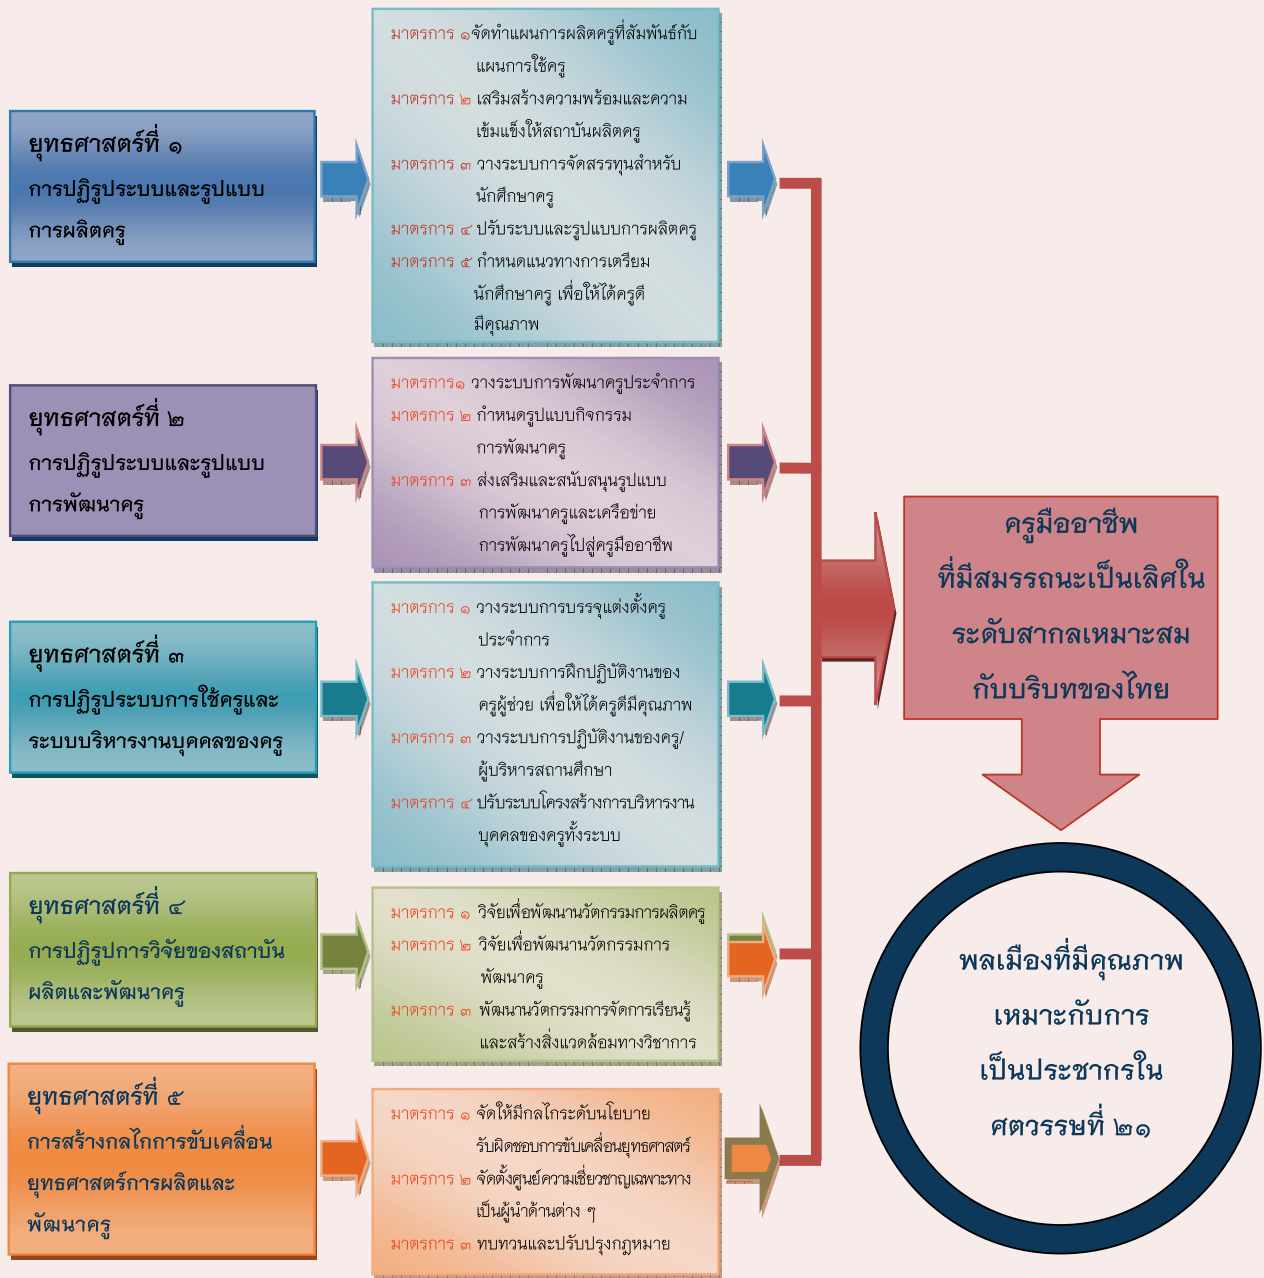 ยุทธศาสตร์ที่ ๑
การปฏิรูประบบและรูปแบบ
การผลิตครู
มาตรการ ๑จัดทำแผนการผลิตครูที่สัมพันธ์กับ
แผนการใช้ครู
มาตรการ ๒ เสริมสร้างความพร้อมและความ
เข้มแข็งให้สถาบันผลิตครู
มาตรการ ๓ วางระบบการจัดสรรทุนสำหรับ
นักศึกษาครู
มาตรการ ๔ ปรับระบบและรูปแบบการผลิตครู
มาตรการ ๕ กำหนดแนวทางการเตรียม
นักศึกษาครู เพื่อให้ได้ครูดี
มีคุณภาพ
ยุทธศาสตร์ที่ ๒
การปฏิรูประบบและรูปแบบ
การพัฒนาครู
มาตรการ๑ วางระบบการพัฒนาครูประจำการ
มาตรการ ๒ กำหนดรูปแบบกิจกรรม
การพัฒนาครู
มาตรการ ๓ ส่งเสริมและสนับสนุนรูปแบบ
การพัฒนาครูและเครือข่าย
การพัฒนาครูไปสู่ครูมืออาชีพ
ยุทธศาสตร์ที่ ๓
การปฏิรูประบบการใช้ครูและ
ระบบบริหารงานบุคคลของครู
มาตรการ ๑ วางระบบการบรรจุแต่งตั้งครู
ประจำการ
มาตรการ ๒ วางระบบการฝึกปฏิบัติงานของ
ครูผู้ช่วย เพื่อให้ได้ครูดีมีคุณภาพ
มาตรการ ๓ วางระบบการปฏิบัติงานของครู/
ผู้บริหารสถานศึกษา
มาตรการ ๔ ปรับระบบโครงสร้างการบริหารงาน
บุคคลของครูทั้งระบบ
ยุทธศาสตร์ที่ ๔
การปฏิรูปการวิจัยของสถาบัน
ผลิตและพัฒนาครู
มาตรการ ๑ วิจัยเพื่อพัฒนานวัตกรรมการผลิตครู
มาตรการ ๒ วิจัยเพื่อพัฒนานวัตกรรมการ
พัฒนาครู
มาตรการ ๓ พัฒนานวัตกรรมการจัดการเรียนรู้
และสร้างสิ่งแวดล้อมทางวิชาการ
ยุทธศาสตร์ที่ ๕
การสร้างกลไกการขับเคลื่อน
ยุทธศาสตร์การผลิตและ
พัฒนาครู
มาตรการ ๑ จัดให้มีกลไกระดับนโยบาย
รับผิดชอบการขับเคลื่อนยุทธศาสตร์
มาตรการ ๒ จัดตั้งศูนย์ความเชี่ยวชาญเฉพาะทาง
เป็นผู้นำด้านต่าง ๆ
มาตรการ ๓ ทบทวนและปรับปรุงกฎหมาย
ครูมืออาชีพ
ที่มีสมรรถนะเป็นเลิศใน
ระดับสากลเหมาะสม
กับบริบทของไทย
พลเมืองที่มีคุณภาพ
เหมาะกับการ
เป็นประชากรใน
ศตวรรษที่ ๒๑